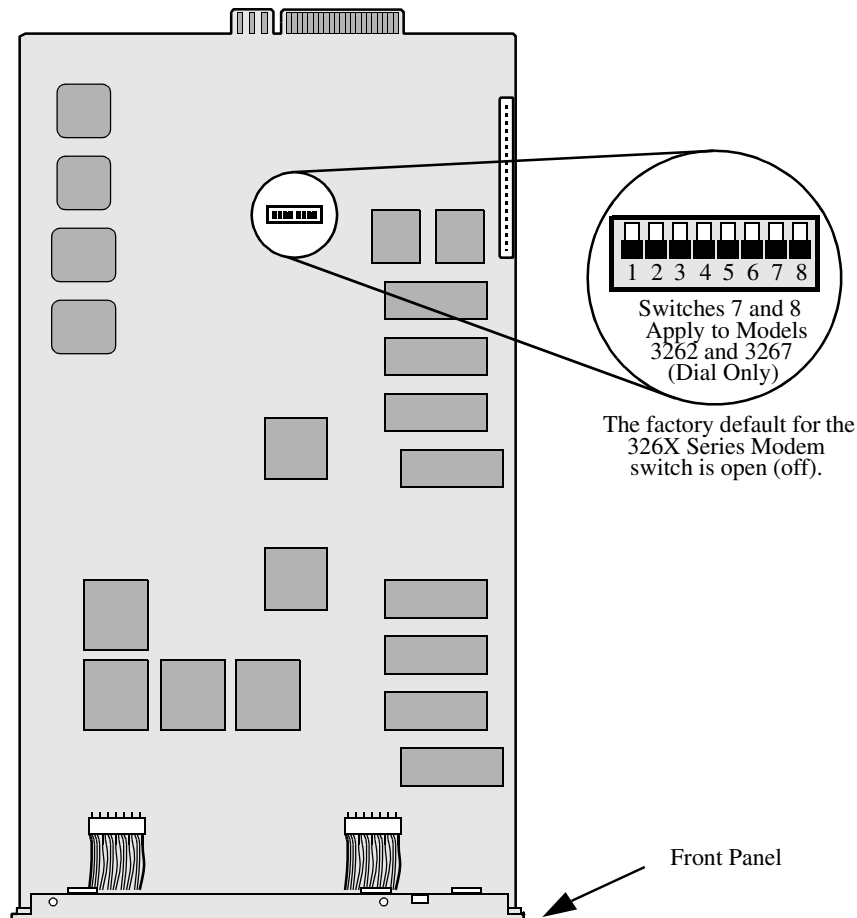 1 2 3 4 5 6 7 8
Switches 7 and 8
Apply to Models
3262 and 3267
(Dial Only)
The factory default for the
326X Series Modem
switch is open (off).
Front Panel